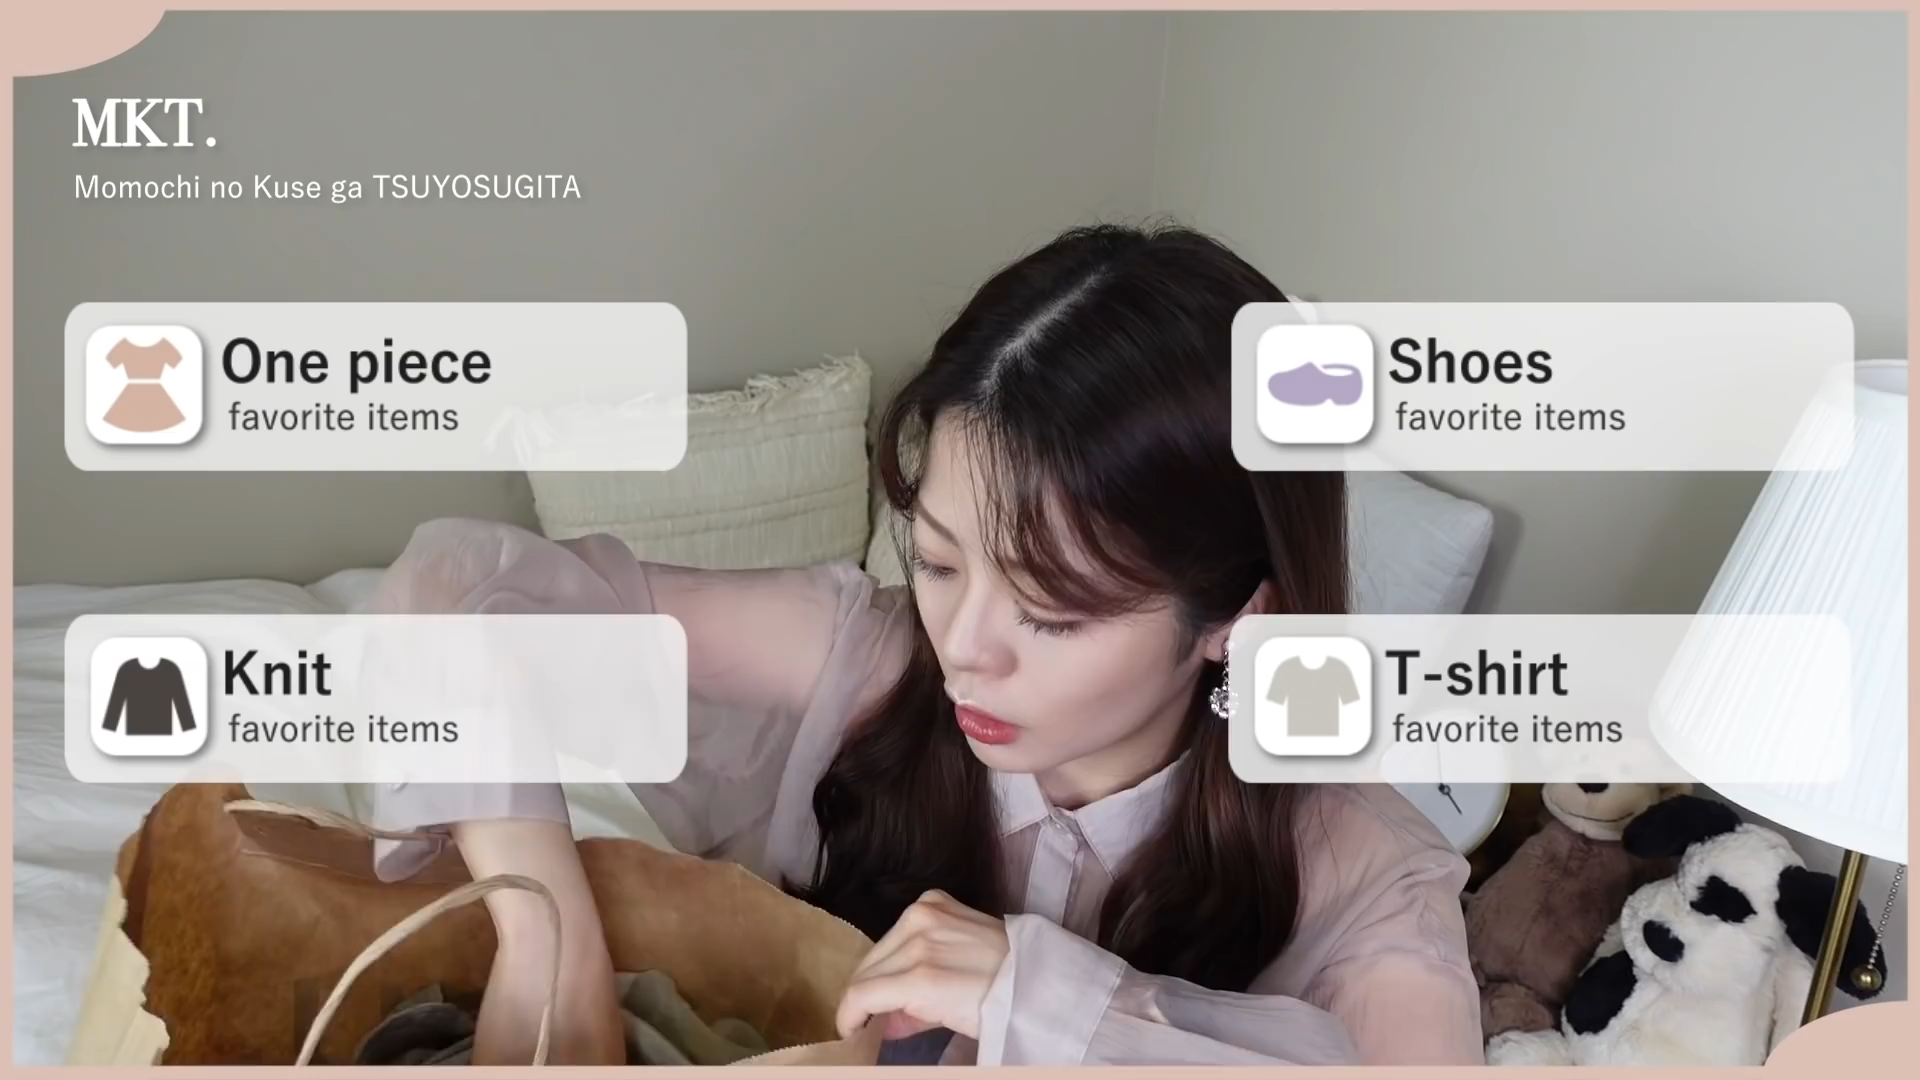 MKT.
Momochi no Kuse ga TSUYOSUGITA
One piece
favorite items
Shoes
favorite items
Knit
favorite items
T-shirt
favorite items